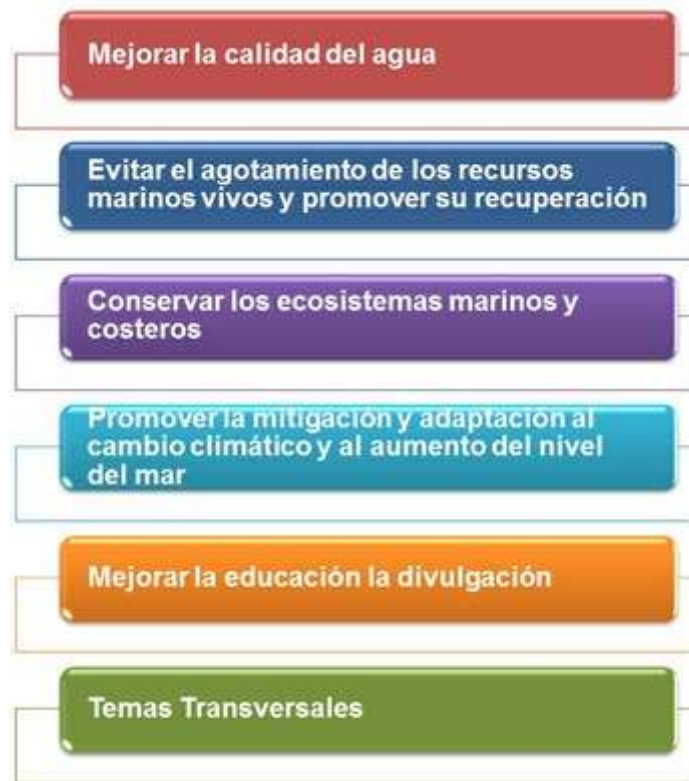 Mejorar la calidad del agua
Evitar el agotamiento de los recursos
marinos vivos y promover su recuperación
Conservar los ecosistemas marinos y
costeros
Promover la mitigación y adaptación al
cambio climático y al aumento del nivel
del mar
Mejorar la educación la divulgación
Temas Transversales